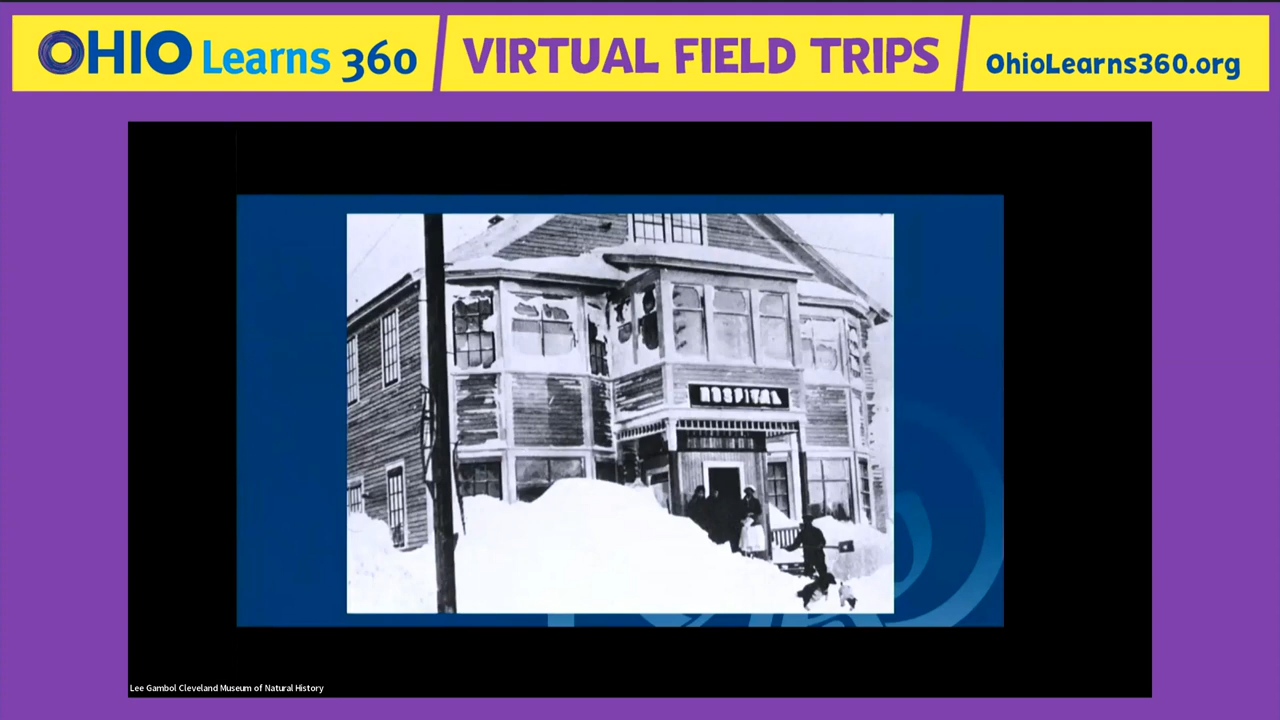 OHIO Learns 360
VIRTUAL FIELD TRIPS
OhioLearns360.org
HOSPITAL
Lee Gambol Cleveland Museum of Natural History